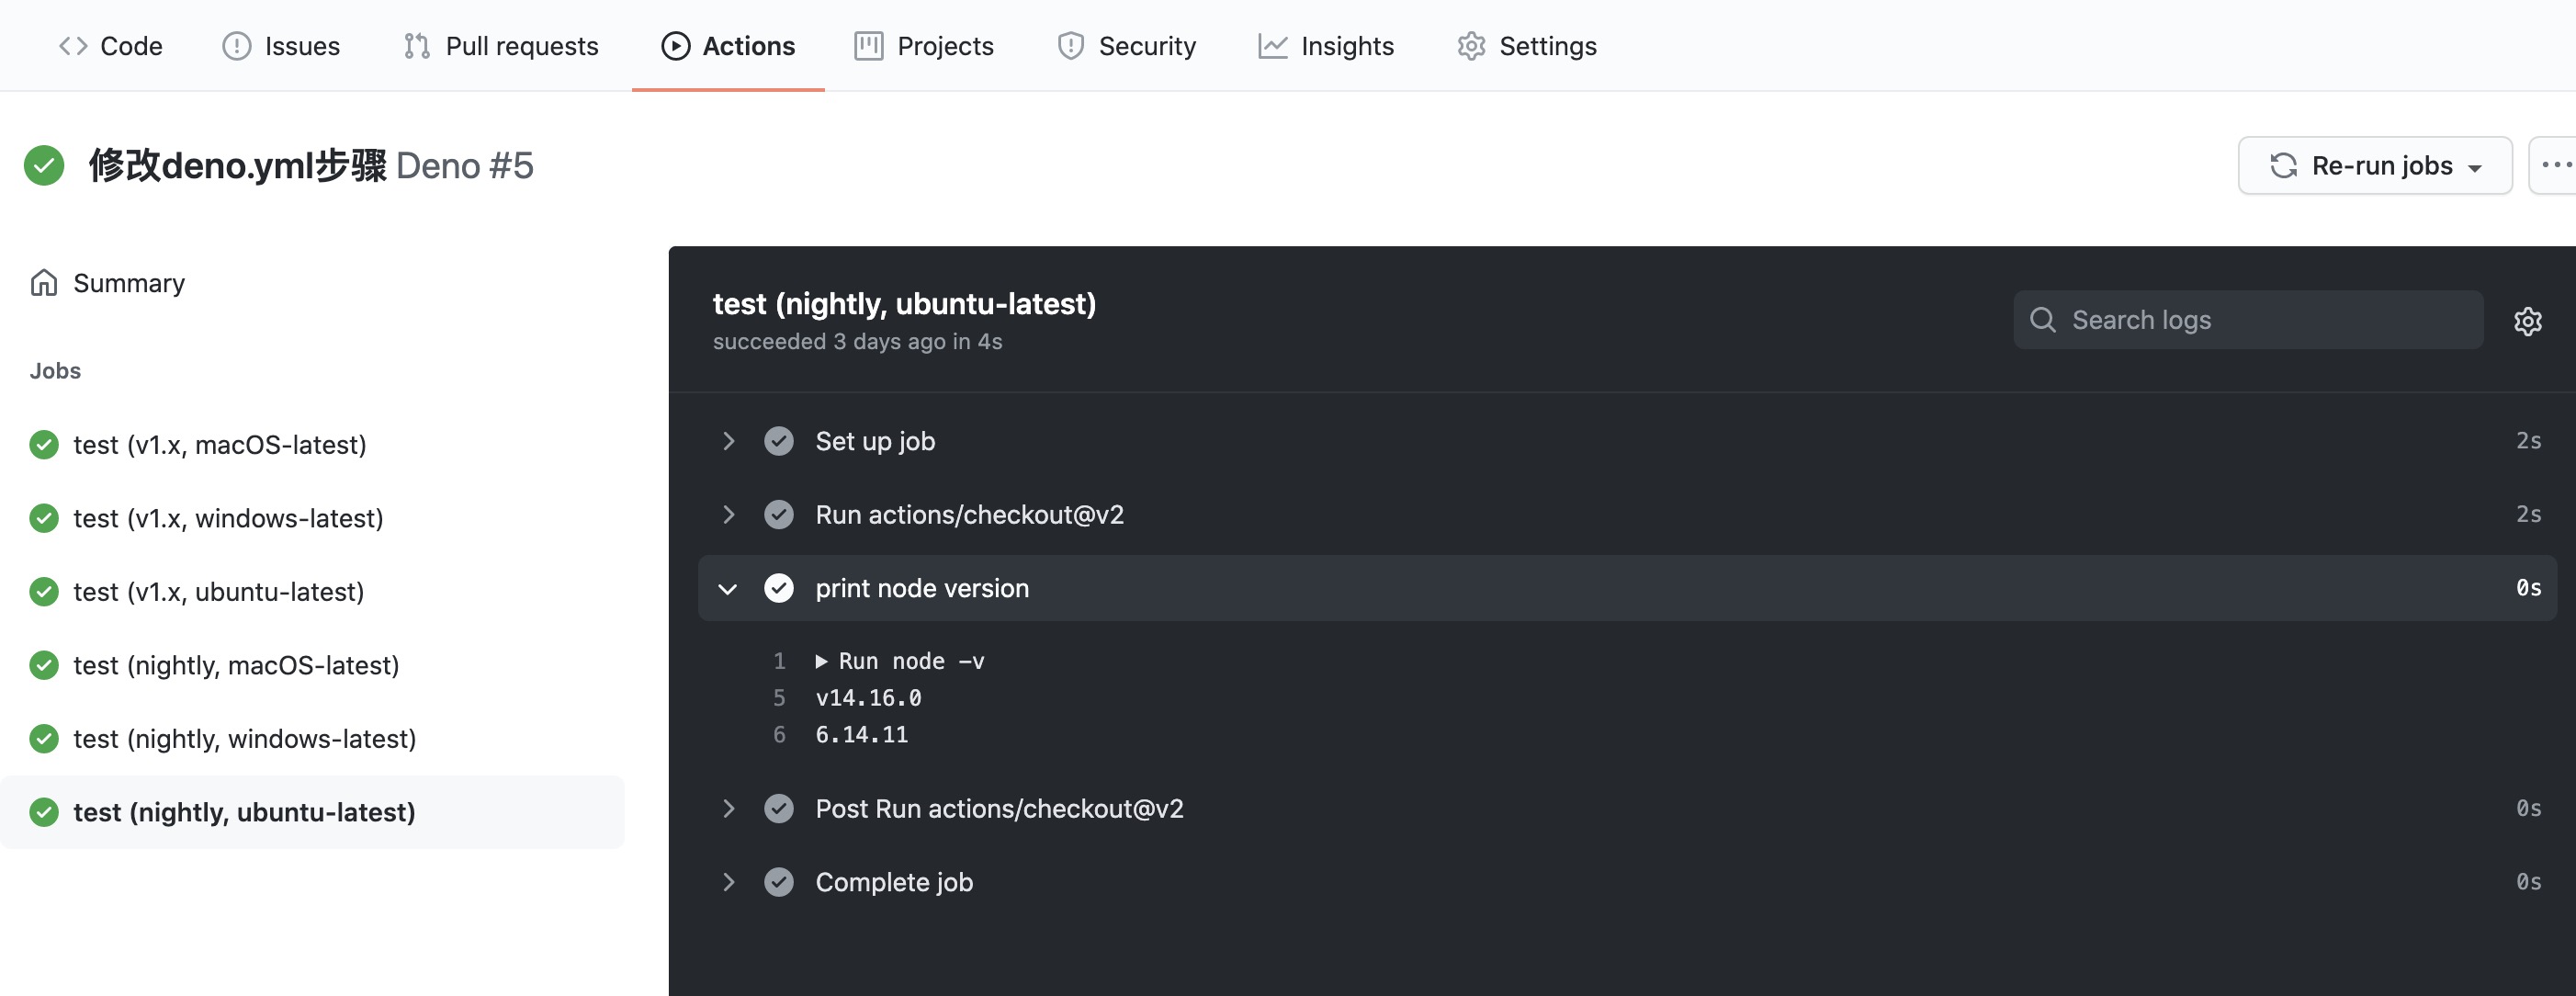 Code Issues Pull requests Actions Projects Security Insights Settings
修改deno.yml步骤 Deno #5
Re-run jobs
Summary
Jobs
test (v1.x, macOS-latest)
test (v1.x, windows-latest)
test (v1.x, ubuntu-latest)
test (nightly, macOS-latest)
test (nightly, windows-latest)
test (nightly, ubuntu-latest)
test (nightly, ubuntu-latest)
succeeded 3 days ago in 4s
Search logs
Set up job 2s
Run actions/checkout@v2 2s
print node version 0s
1 Run node -v
5 v14.16.0
6 6.14.11
Post Run actions/checkout@v2 0s
Complete job 0s